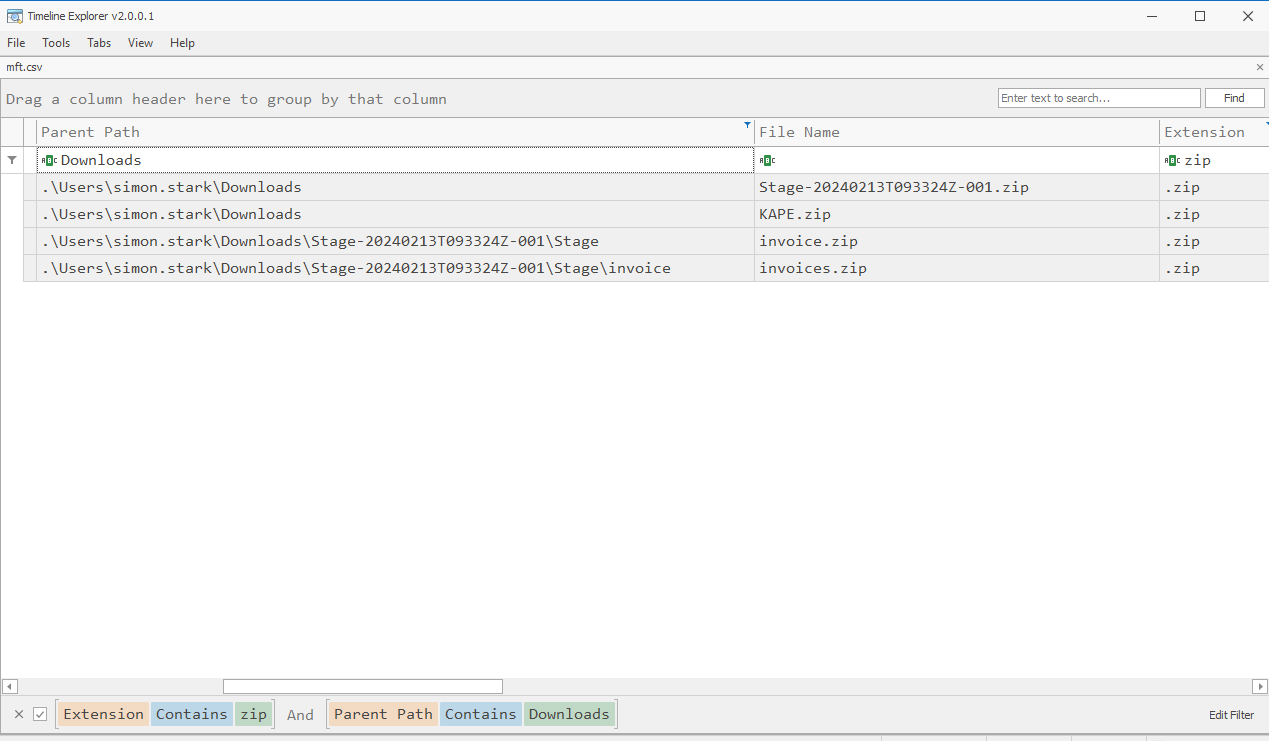 Timeline Explorer v2.0.0.1
File Tools Tabs View Help
mft.csv
Drag a column header here to group by that column Enter text to search... Find
Parent Path File Name Extension
Downloads zip
.\Users\simon.stark\Downloads Stage-20240213T093324Z-001.zip .zip
.\Users\simon.stark\Downloads KAPE.zip .zip
.\Users\simon.stark\Downloads\Stage-20240213T093324Z-001\Stage invoice.zip .zip
.\Users\simon.stark\Downloads\Stage-20240213T093324Z-001\Stage\invoice invoices.zip .zip
Extension Contains zip And Parent Path Contains Downloads Edit Filter